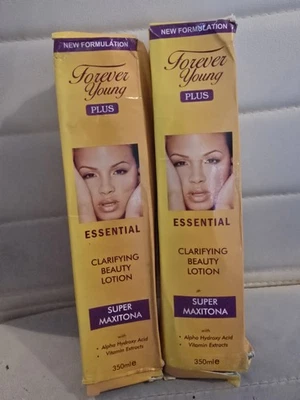 NEW FORMULATION
Forever
Young
PLUS
ESSENTIAL
CLARIFYING
BEAUTY
LOTION
SUPER
MAXITONA
with
• Alpha Hydroxy Acid
• Vitamin Extracts
350ml e
NEW FORMULATION
Forever
Young
PLUS
ESSENTIAL
CLARIFYING
BEAUTY
LOTION
SUPER
MAXITONA
with
• Alpha Hydroxy Acid
• Vitamin Extracts
350ml e